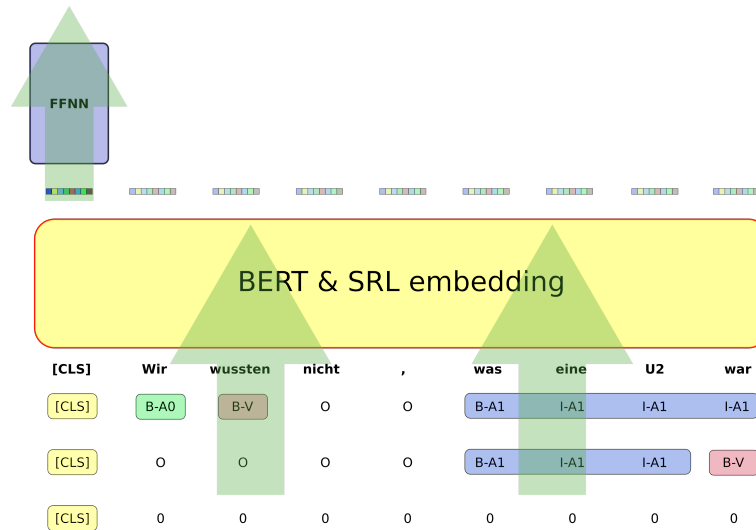 FFNN
BERT & SRL embedding
[CLS] Wir wussten nicht , was eine U2 war
[CLS] B-A0 B-V O O B-A1 I-A1 I-A1 I-A1
[CLS] O O O O B-A1 I-A1 I-A1 B-V
[CLS] 0 0 0 0 0 0 0 0